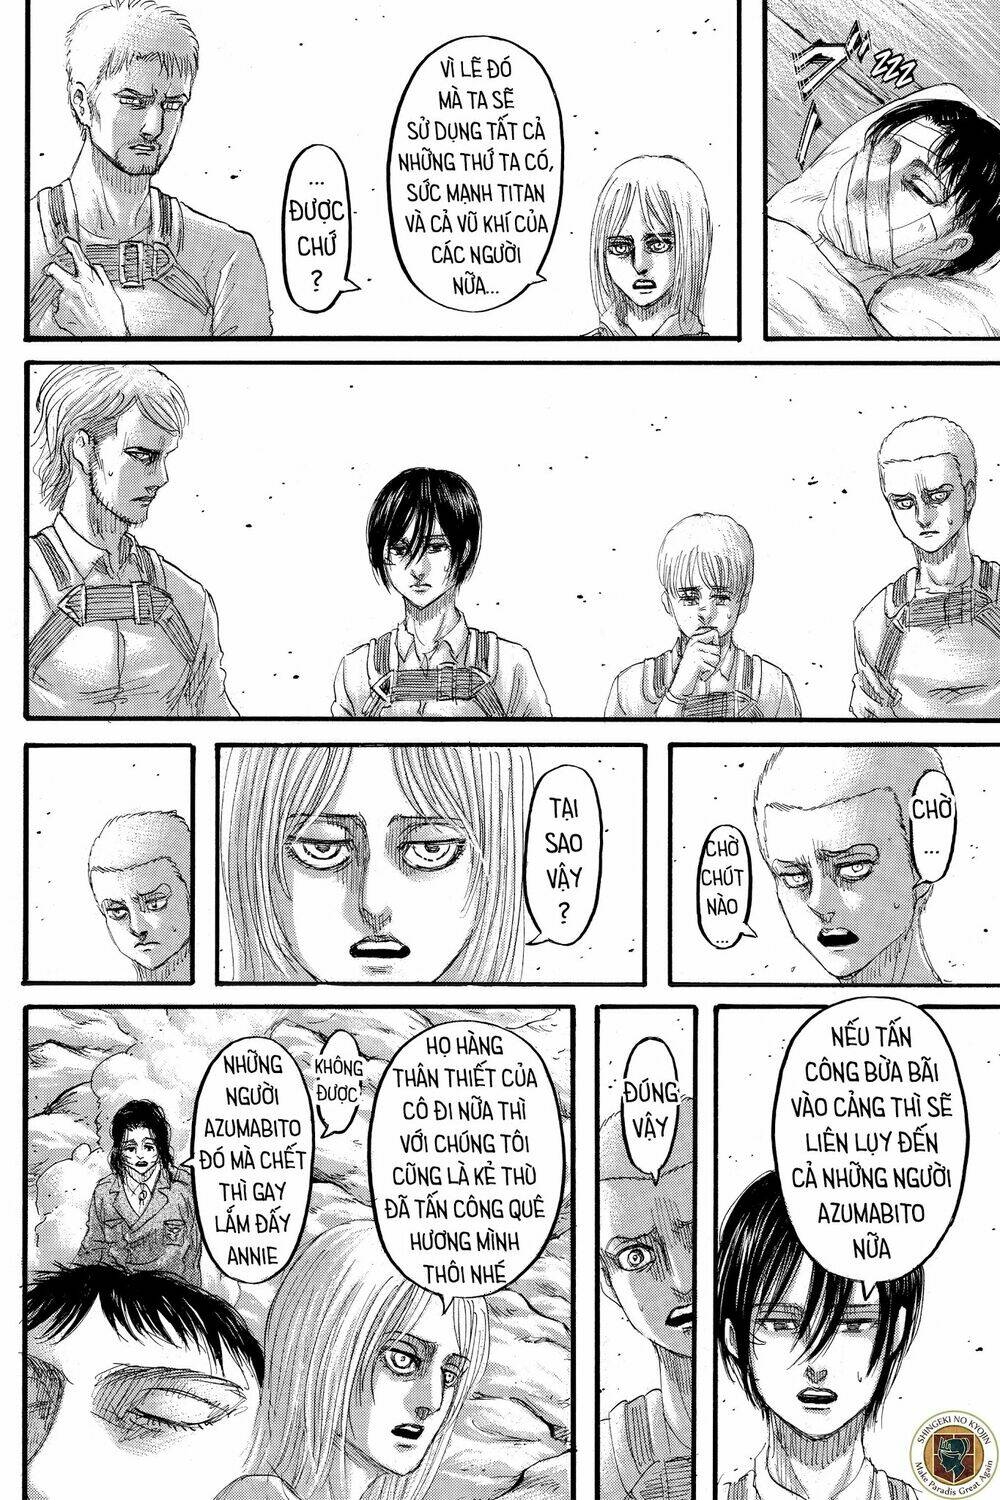 VÌ LẼ ĐÓ
MÀ TA SẼ
SỬ DỤNG TẤT CẢ
NHỮNG THỨ TA CÓ,
SỨC MẠNH TITAN
VÀ CẢ VŨ KHÍ CỦA
CÁC NGƯỜI
NỮA...
...
ĐƯỢC
CHỨ
?
CHỜ
...
CHỜ
CHÚT
NÀO
...
TẠI
SAO
VẬY
?
NẾU TẤN
CÔNG BỪA BÃI
VÀO CẢNG THÌ SẼ
LIÊN LỤY ĐẾN
CẢ NHỮNG NGƯỜI
AZUMABITO
NỮA
ĐÚNG
VẬY
HỌ HÀNG
THÂN THIẾT CỦA
CÔ ĐI NỮA THÌ
VỚI CHÚNG TÔI
CŨNG LÀ KẺ THÙ
ĐÃ TẤN CÔNG QUÊ
HƯƠNG MÌNH
THÔI NHÉ
KHÔNG
ĐƯỢC
NHỮNG
NGƯỜI
AZUMABITO
ĐÓ MÀ CHẾT
THÌ GAY
LẮM ĐẤY
ANNIE
SHINGEKI NO KYOJIN
Make Paradis Great Again